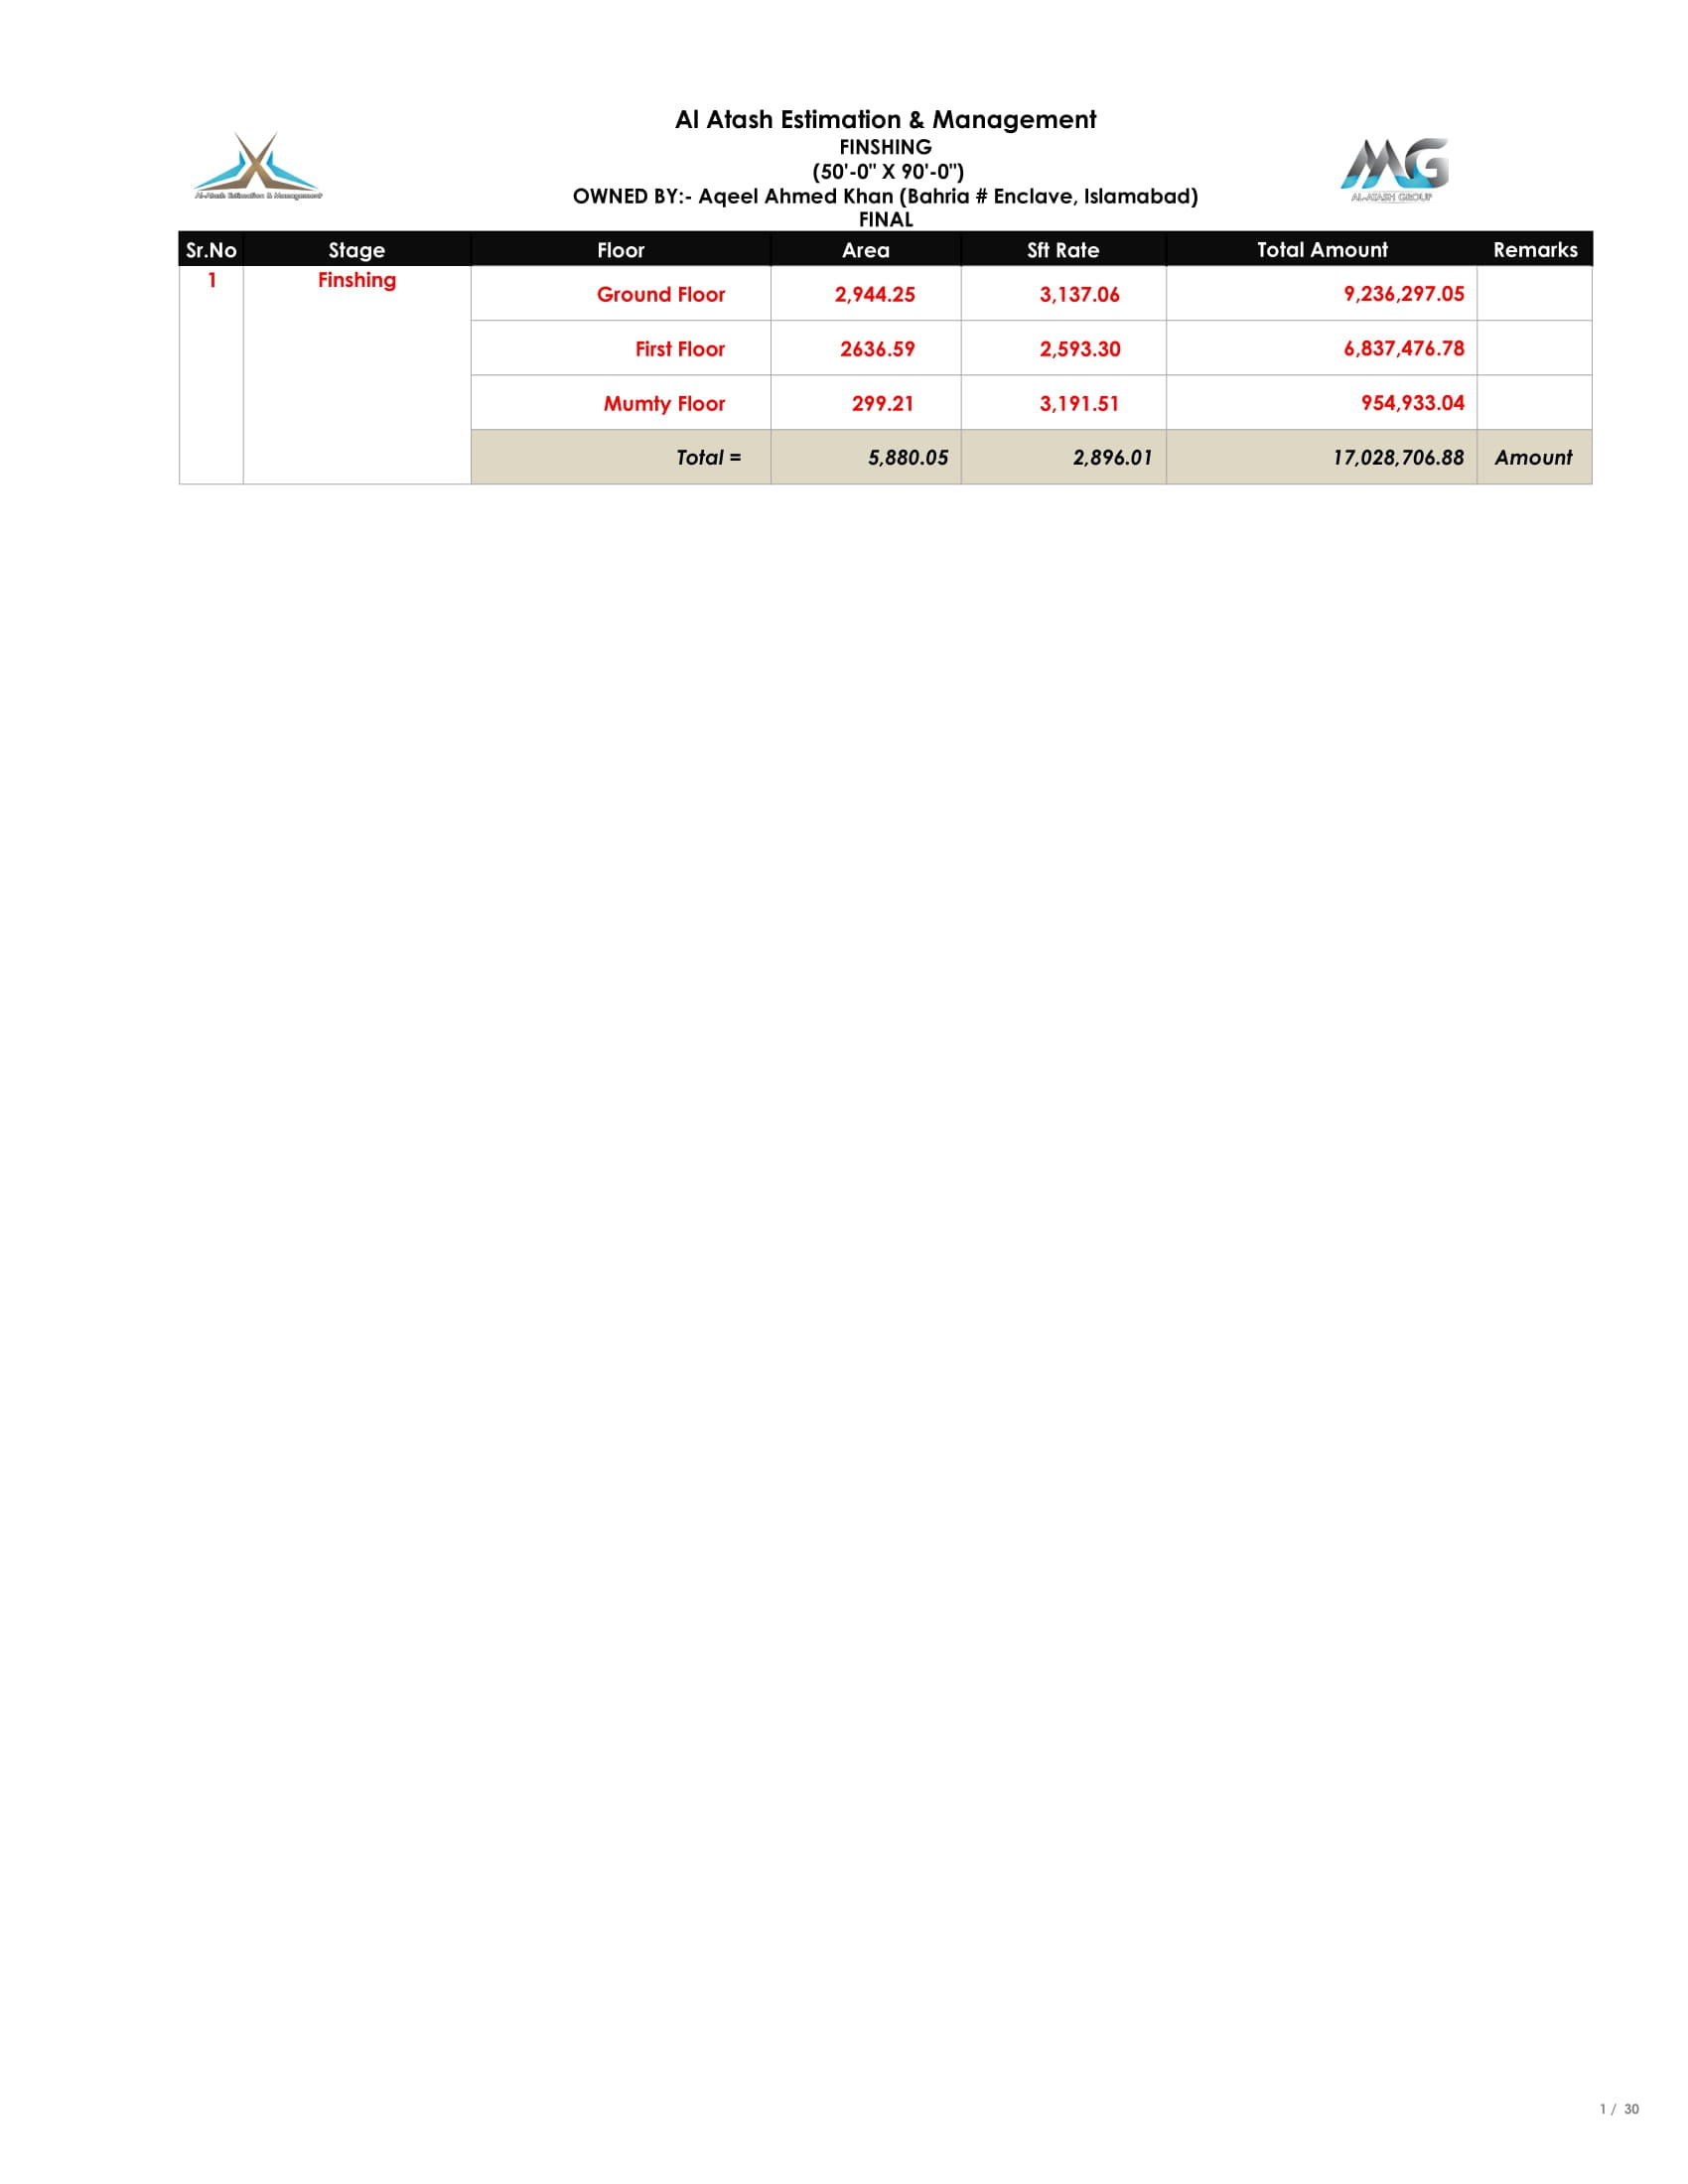 Al Atash Estimation & Management
FINSHING
(50'-0" X 90'-0")
OWNED BY:- Aqeel Ahmed Khan (Bahria # Enclave, Islamabad)
FINAL
Al-Atash Estimation & Management
AL-ATASH GROUP
Sr.No Stage Floor Area Sft Rate Total Amount Remarks
1 Finshing Ground Floor 2,944.25 3,137.06 9,236,297.05
First Floor 2636.59 2,593.30 6,837,476.78
Mumty Floor 299.21 3,191.51 954,933.04
Total = 5,880.05 2,896.01 17,028,706.88 Amount
1 / 30